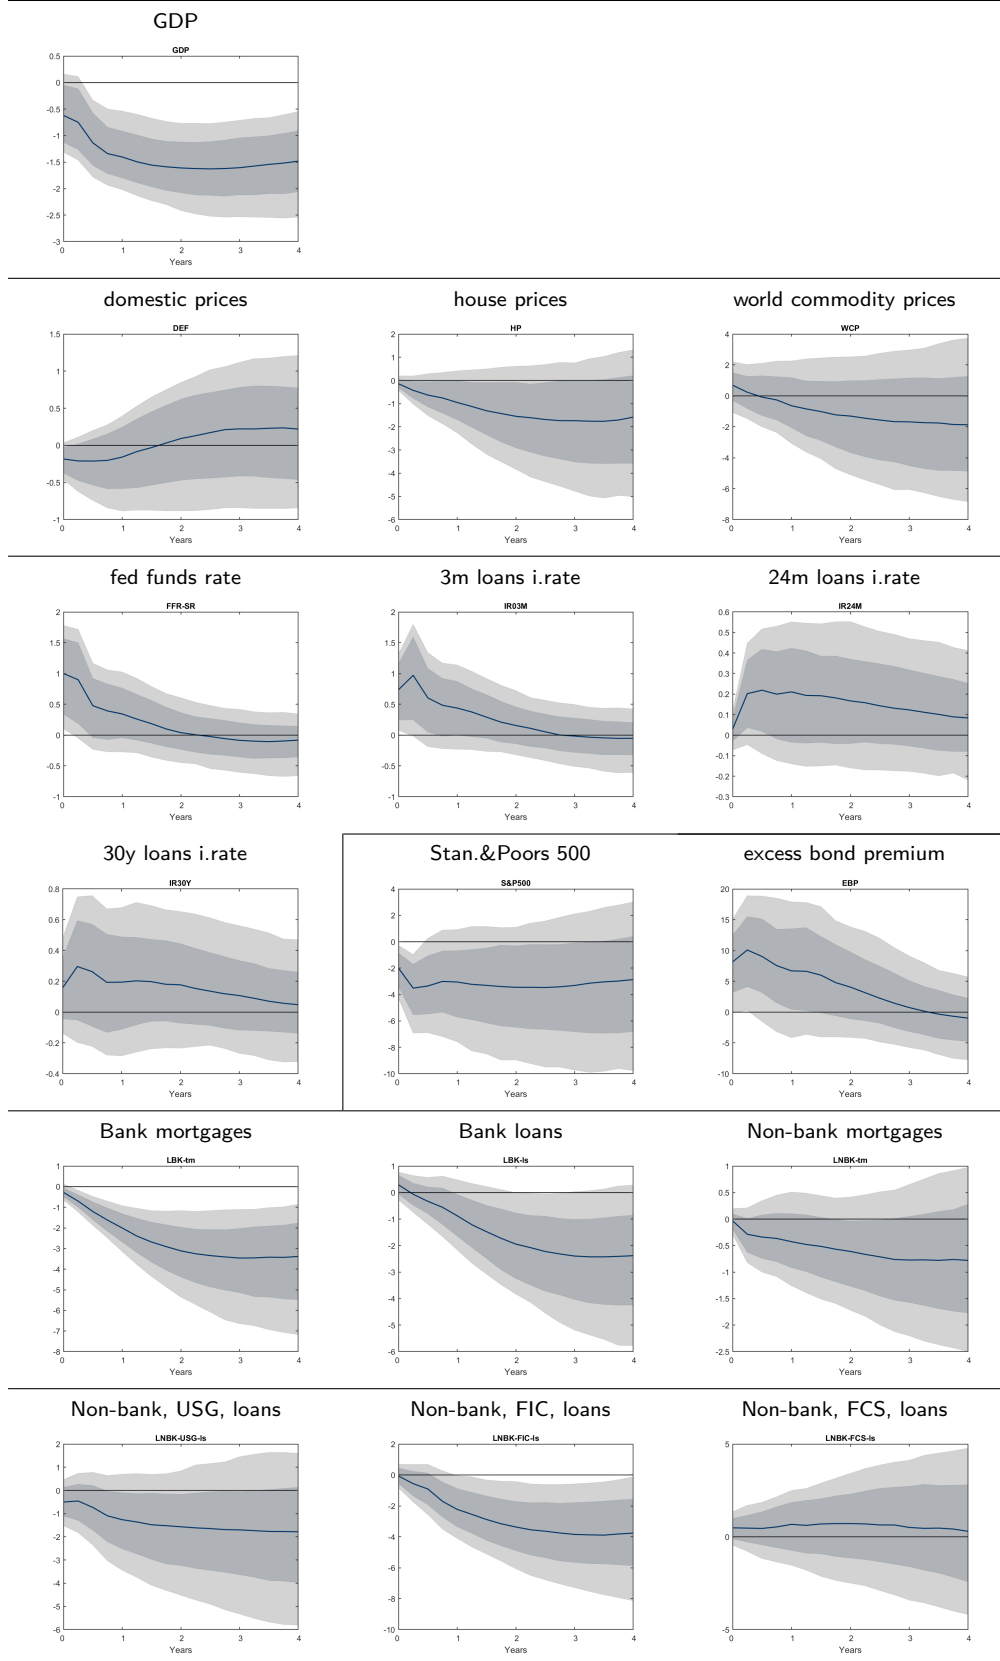 GDP
GDP
0.5
0
-0.5
-1
-1.5
-2
-2.5
-3
0 1 2 3 4
Years
domestic prices house prices world commodity prices
DEF
1.5
1
0.5
0
-0.5
-1
0 1 2 3 4
Years
HP
2
1
0
-1
-2
-3
-4
-5
-6
0 1 2 3 4
Years
WCP
4
2
0
-2
-4
-6
-8
0 1 2 3 4
Years
fed funds rate 3m loans i.rate 24m loans i.rate
FFR-SR
2
1.5
1
0.5
0
-0.5
-1
0 1 2 3 4
Years
IR03M
2
1.5
1
0.5
0
-0.5
-1
0 1 2 3 4
Years
IR24M
0.6
0.5
0.4
0.3
0.2
0.1
0
-0.1
-0.2
-0.3
0 1 2 3 4
Years
30y loans i.rate Stan.&Poors 500 excess bond premium
IR30Y
0.8
0.6
0.4
0.2
0
-0.2
-0.4
0 1 2 3 4
Years
S&P500
4
2
0
-2
-4
-6
-8
-10
0 1 2 3 4
Years
EBP
20
15
10
5
0
-5
-10
0 1 2 3 4
Years
Bank mortgages Bank loans Non-bank mortgages
LBK-tm
1
0
-1
-2
-3
-4
-5
-6
-7
-8
0 1 2 3 4
Years
LBK-ls
1
0
-1
-2
-3
-4
-5
-6
0 1 2 3 4
Years
LNBK-tm
1
0.5
0
-0.5
-1
-1.5
-2
-2.5
0 1 2 3 4
Years
Non-bank, USG, loans Non-bank, FIC, loans Non-bank, FCS, loans
LNBK-USG-ls
2
1
0
-1
-2
-3
-4
-5
-6
0 1 2 3 4
Years
LNBK-FIC-ls
2
0
-2
-4
-6
-8
-10
0 1 2 3 4
Years
LNBK-FCS-ls
5
0
-5
0 1 2 3 4
Years